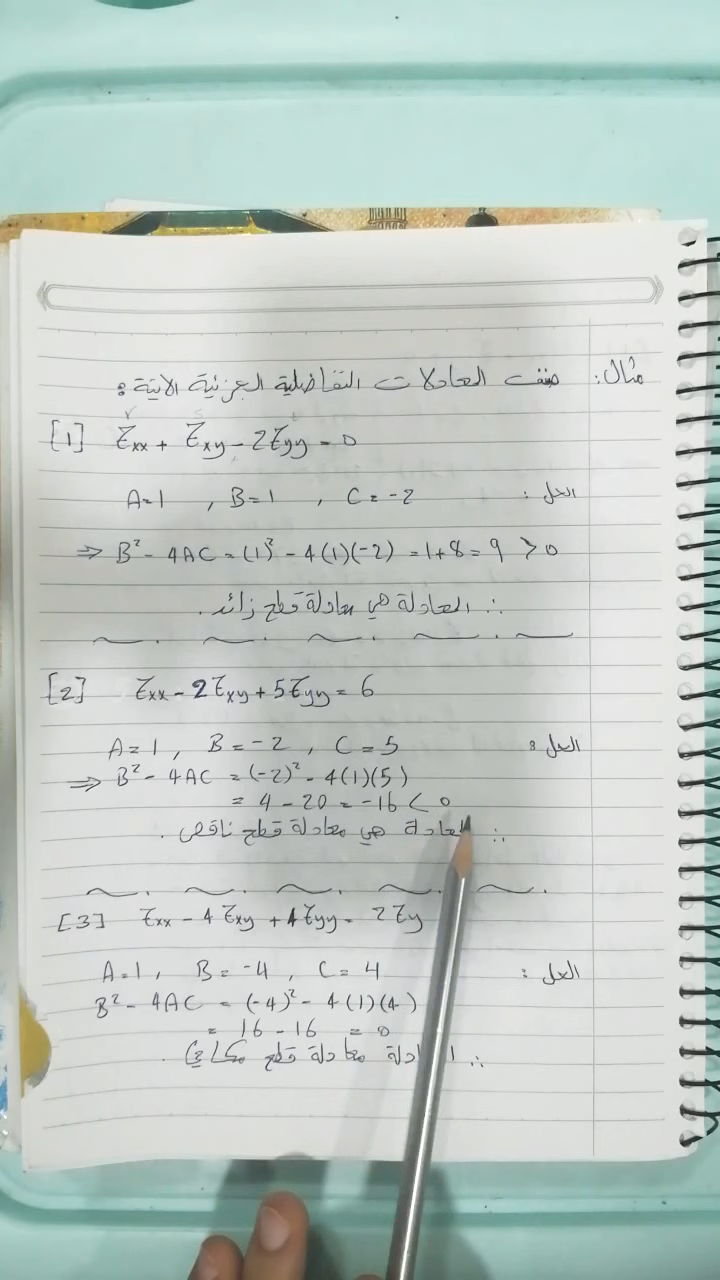 مثال: صنف المعادلات التفاضلية الجزئية الاتية :
[1] Zxx + Zxy - 2Zyy = 0
الحل : A=1 , B=1 , C=-2
⇒ B² - 4AC = (1)² - 4(1)(-2) = 1+8 = 9 > 0
∴ المعادلة هي معادلة قطع زائد .
[2] Zxx - 2Zxy + 5Zyy = 6
الحل : A=1 , B=-2 , C=5
⇒ B² - 4AC = (-2)² - 4(1)(5)
= 4 - 20 = -16 < 0
∴ المعادلة هي معادلة قطع ناقص .
[3] Zxx - 4Zxy + 4Zyy = 2Zy
الحل : A=1 , B=-4 , C=4
B² - 4AC = (-4)² - 4(1)(4)
= 16 - 16 = 0
∴ معادلة قطع مكافئ .